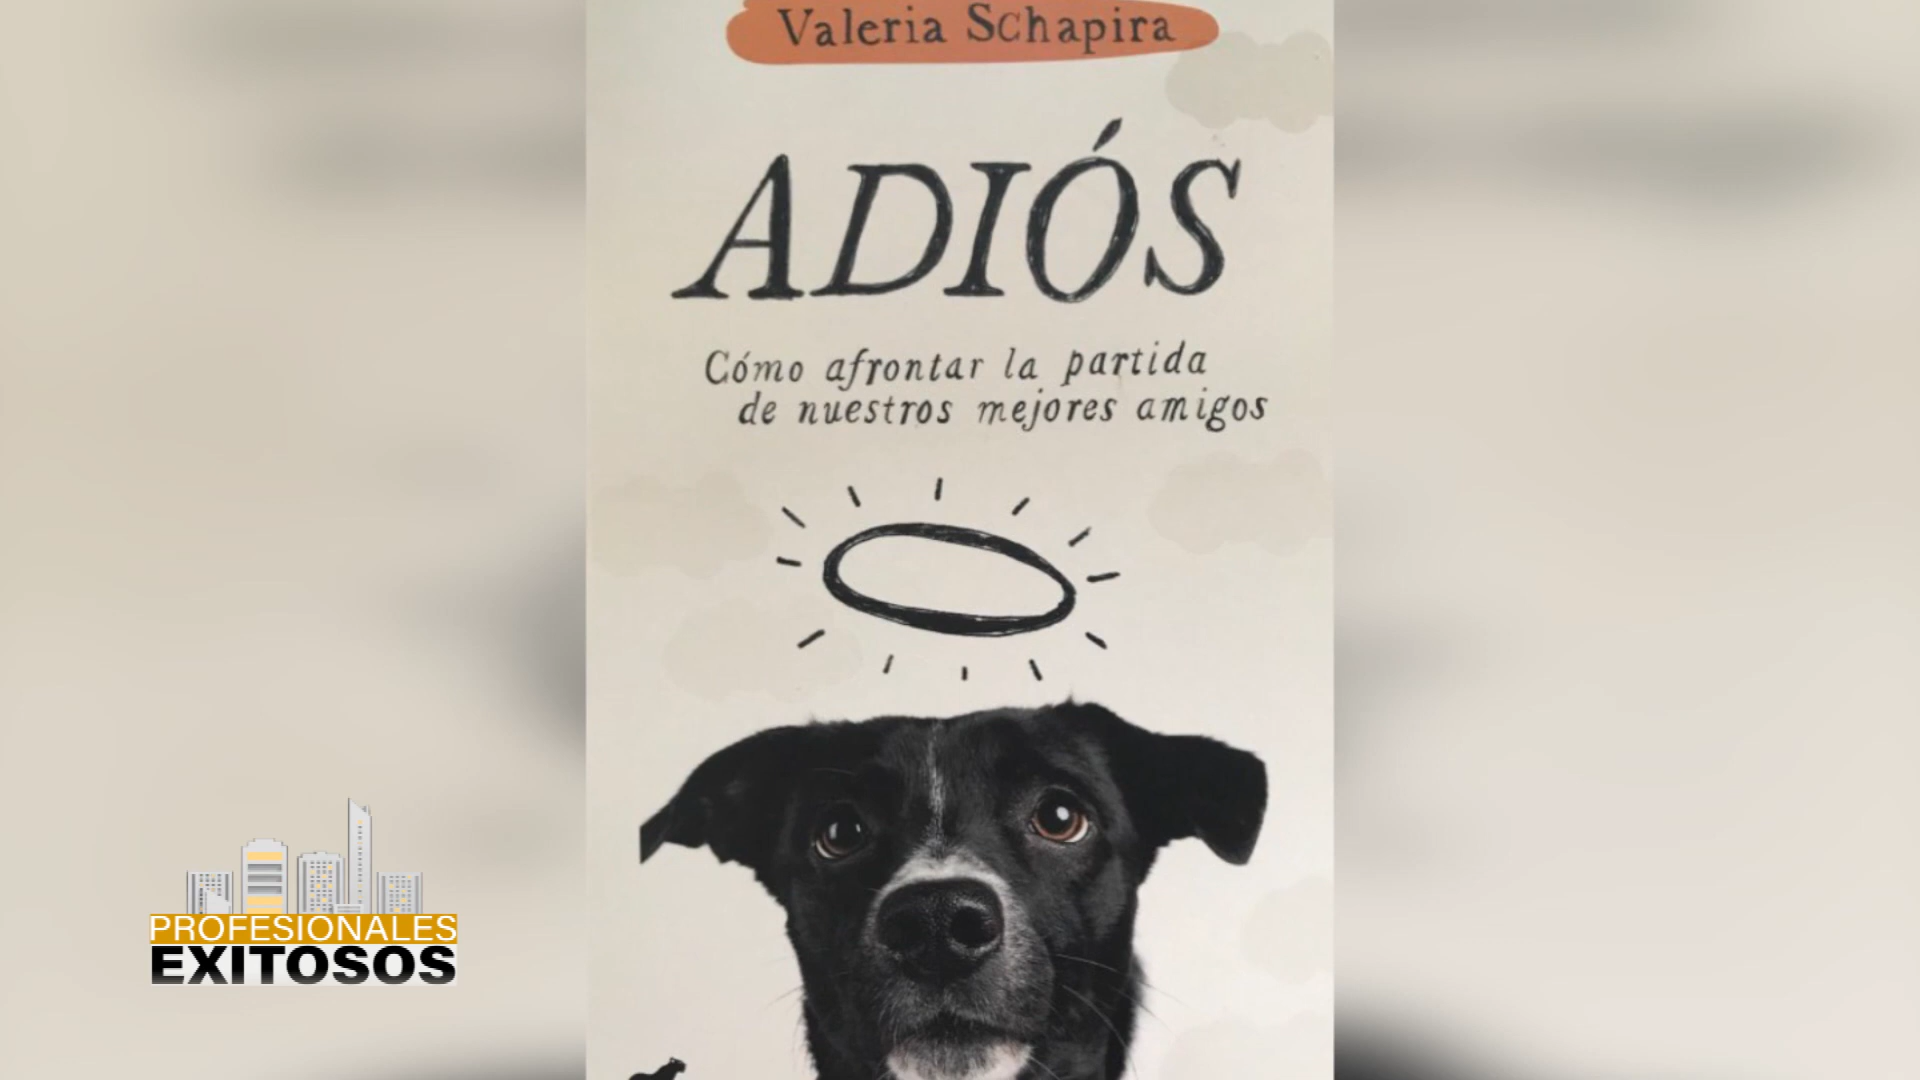 Valeria Schapira
ADIÓS
Cómo afrontar la partida
de nuestros mejores amigos
PROFESIONALES
EXITOSOS